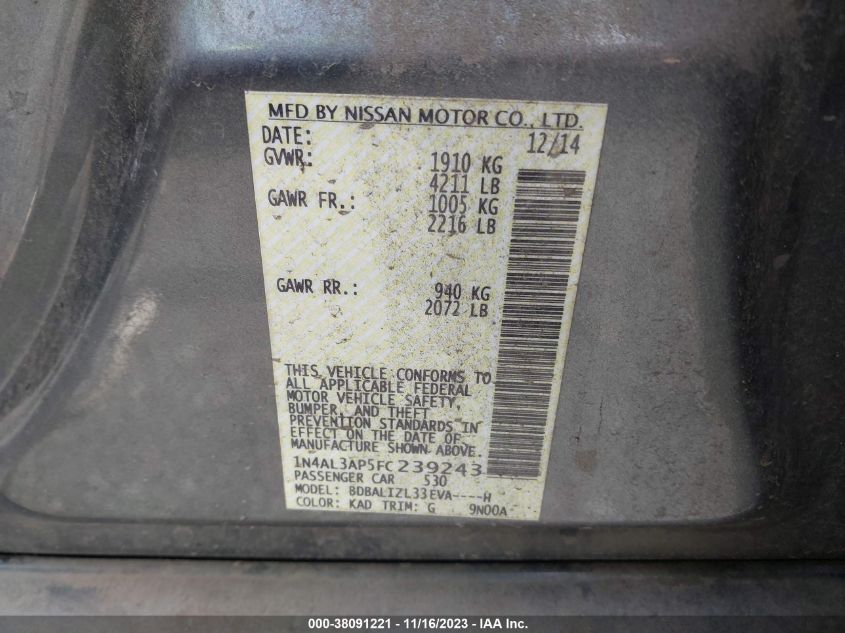 MFD BY NISSAN MOTOR CO., LTD.
DATE: 12/14
GVWR: 1910 KG
4211 LB
GAWR FR.: 1005 KG
2216 LB
GAWR RR.: 940 KG
2072 LB
THIS VEHICLE CONFORMS TO
ALL APPLICABLE FEDERAL
MOTOR VEHICLE SAFETY,
BUMPER, AND THEFT
PREVENTION STANDARDS IN
EFFECT ON THE DATE OF
MANUFACTURE SHOWN ABOVE.
1N4AL3AP5FC239243
PASSENGER CAR 530
MODEL: BDBALIZL33EVA----H
COLOR: KAD TRIM: G 9N00A
000-38091221 - 11/16/2023 - IAA Inc.